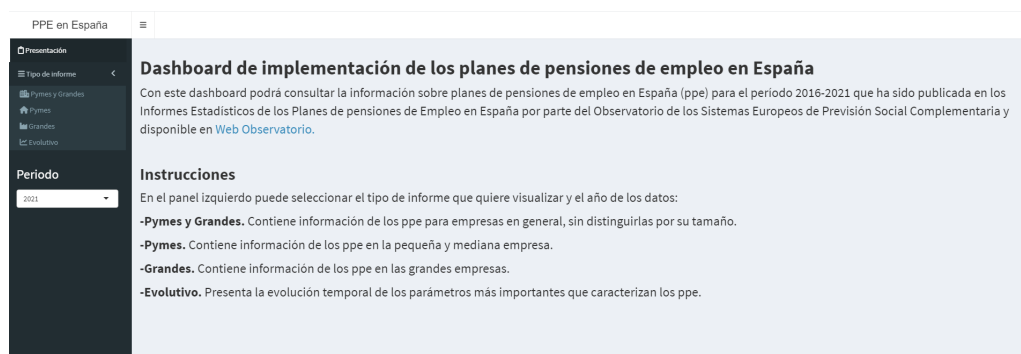 PPE en España
Presentación
Tipo de informe
Pymes y Grandes
Pymes
Grandes
Evolutivo
Periodo
2021
Dashboard de implementación de los planes de pensiones de empleo en España
Con este dashboard podrá consultar la información sobre planes de pensiones de empleo en España (ppe) para el período 2016-2021 que ha sido publicada en los
Informes Estadísticos de los Planes de pensiones de Empleo en España por parte del Observatorio de los Sistemas Europeos de Previsión Social Complementaria y
disponible en Web Observatorio.
Instrucciones
En el panel izquierdo puede seleccionar el tipo de informe que quiere visualizar y el año de los datos:
-Pymes y Grandes. Contiene información de los ppe para empresas en general, sin distinguirlas por su tamaño.
-Pymes. Contiene información de los ppe en la pequeña y mediana empresa.
-Grandes. Contiene información de los ppe en las grandes empresas.
-Evolutivo. Presenta la evolución temporal de los parámetros más importantes que caracterizan los ppe.